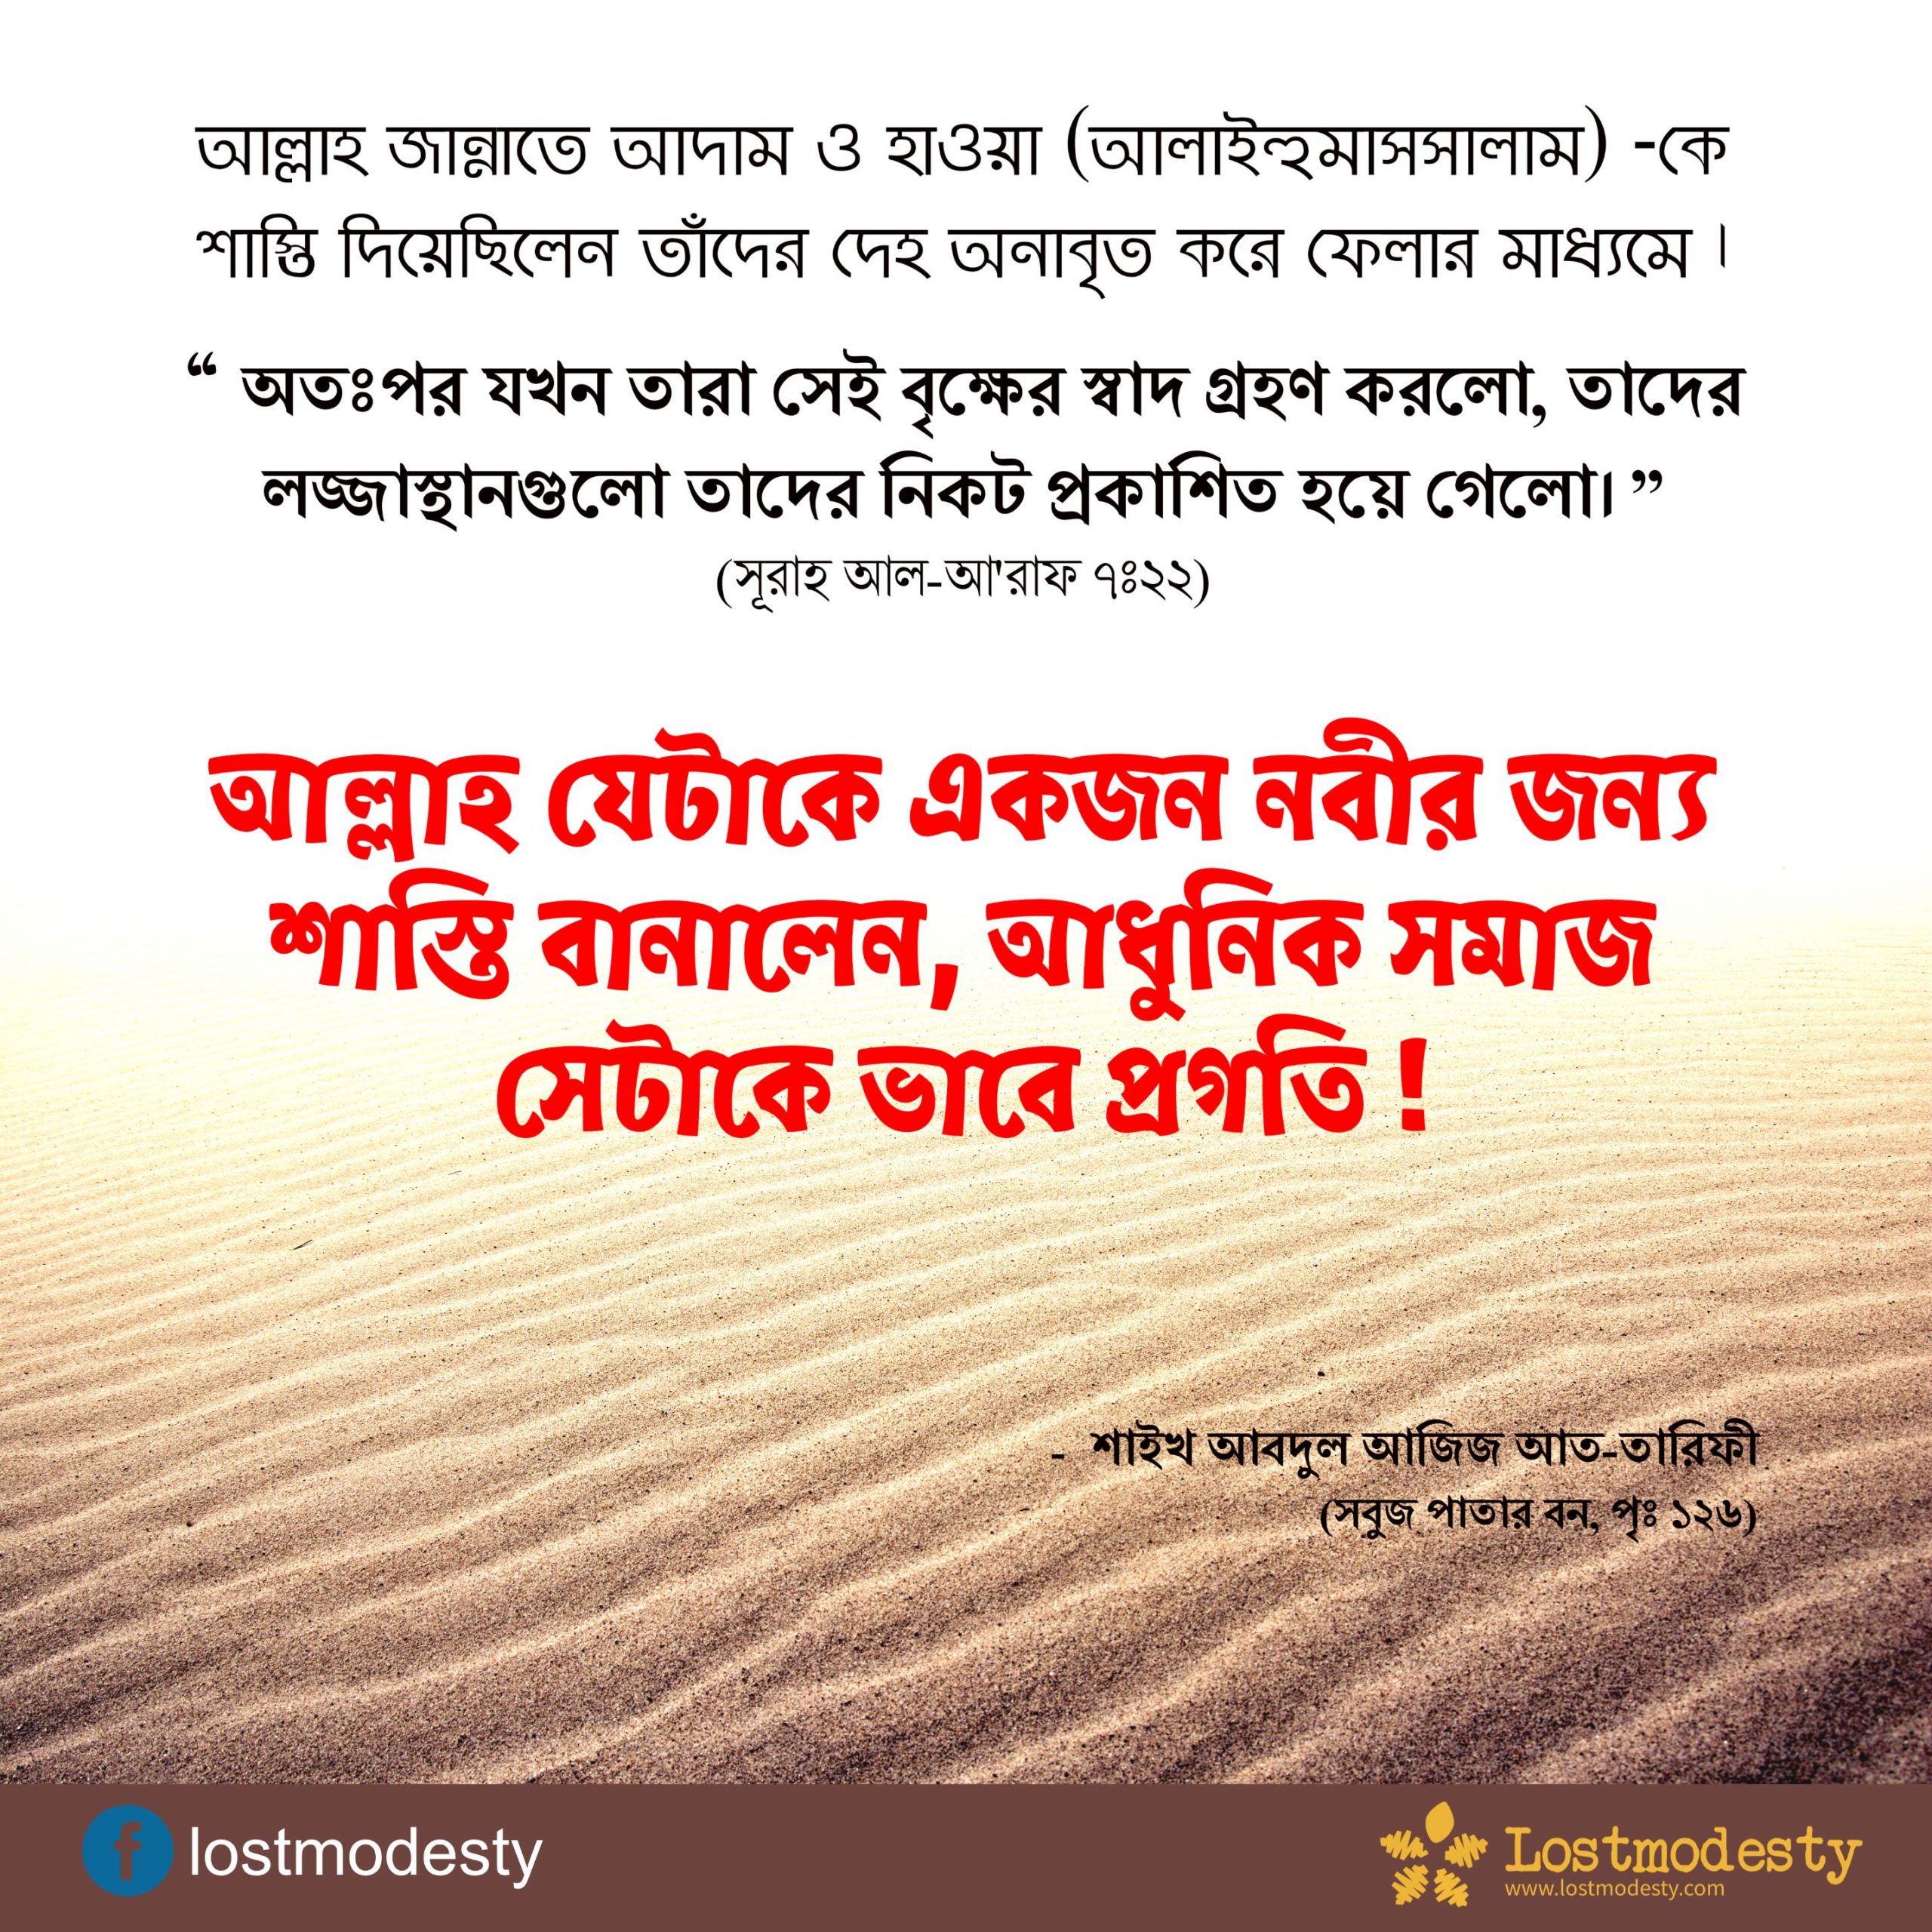 আল্লাহ জান্নাতে আদাম ও হাওয়া (আলাইহুমাসসালাম) -কে
শাস্তি দিয়েছিলেন তাঁদের দেহ অনাবৃত করে ফেলার মাধ্যমে ।
“ অতঃপর যখন তারা সেই বৃক্ষের স্বাদ গ্রহণ করলো, তাদের
লজ্জাস্থানগুলো তাদের নিকট প্রকাশিত হয়ে গেলো। ”
(সূরাহ আল-আ'রাফ ৭ঃ২২)
আল্লাহ যেটাকে একজন নবীর জন্য
শাস্তি বানালেন, আধুনিক সমাজ
সেটাকে ভাবে প্রগতি !
- শাইখ আবদুল আজিজ আত-তারিফী
(সবুজ পাতার বন, পৃঃ ১২৬)
f lostmodesty
Lostmodesty
www.lostmodesty.com